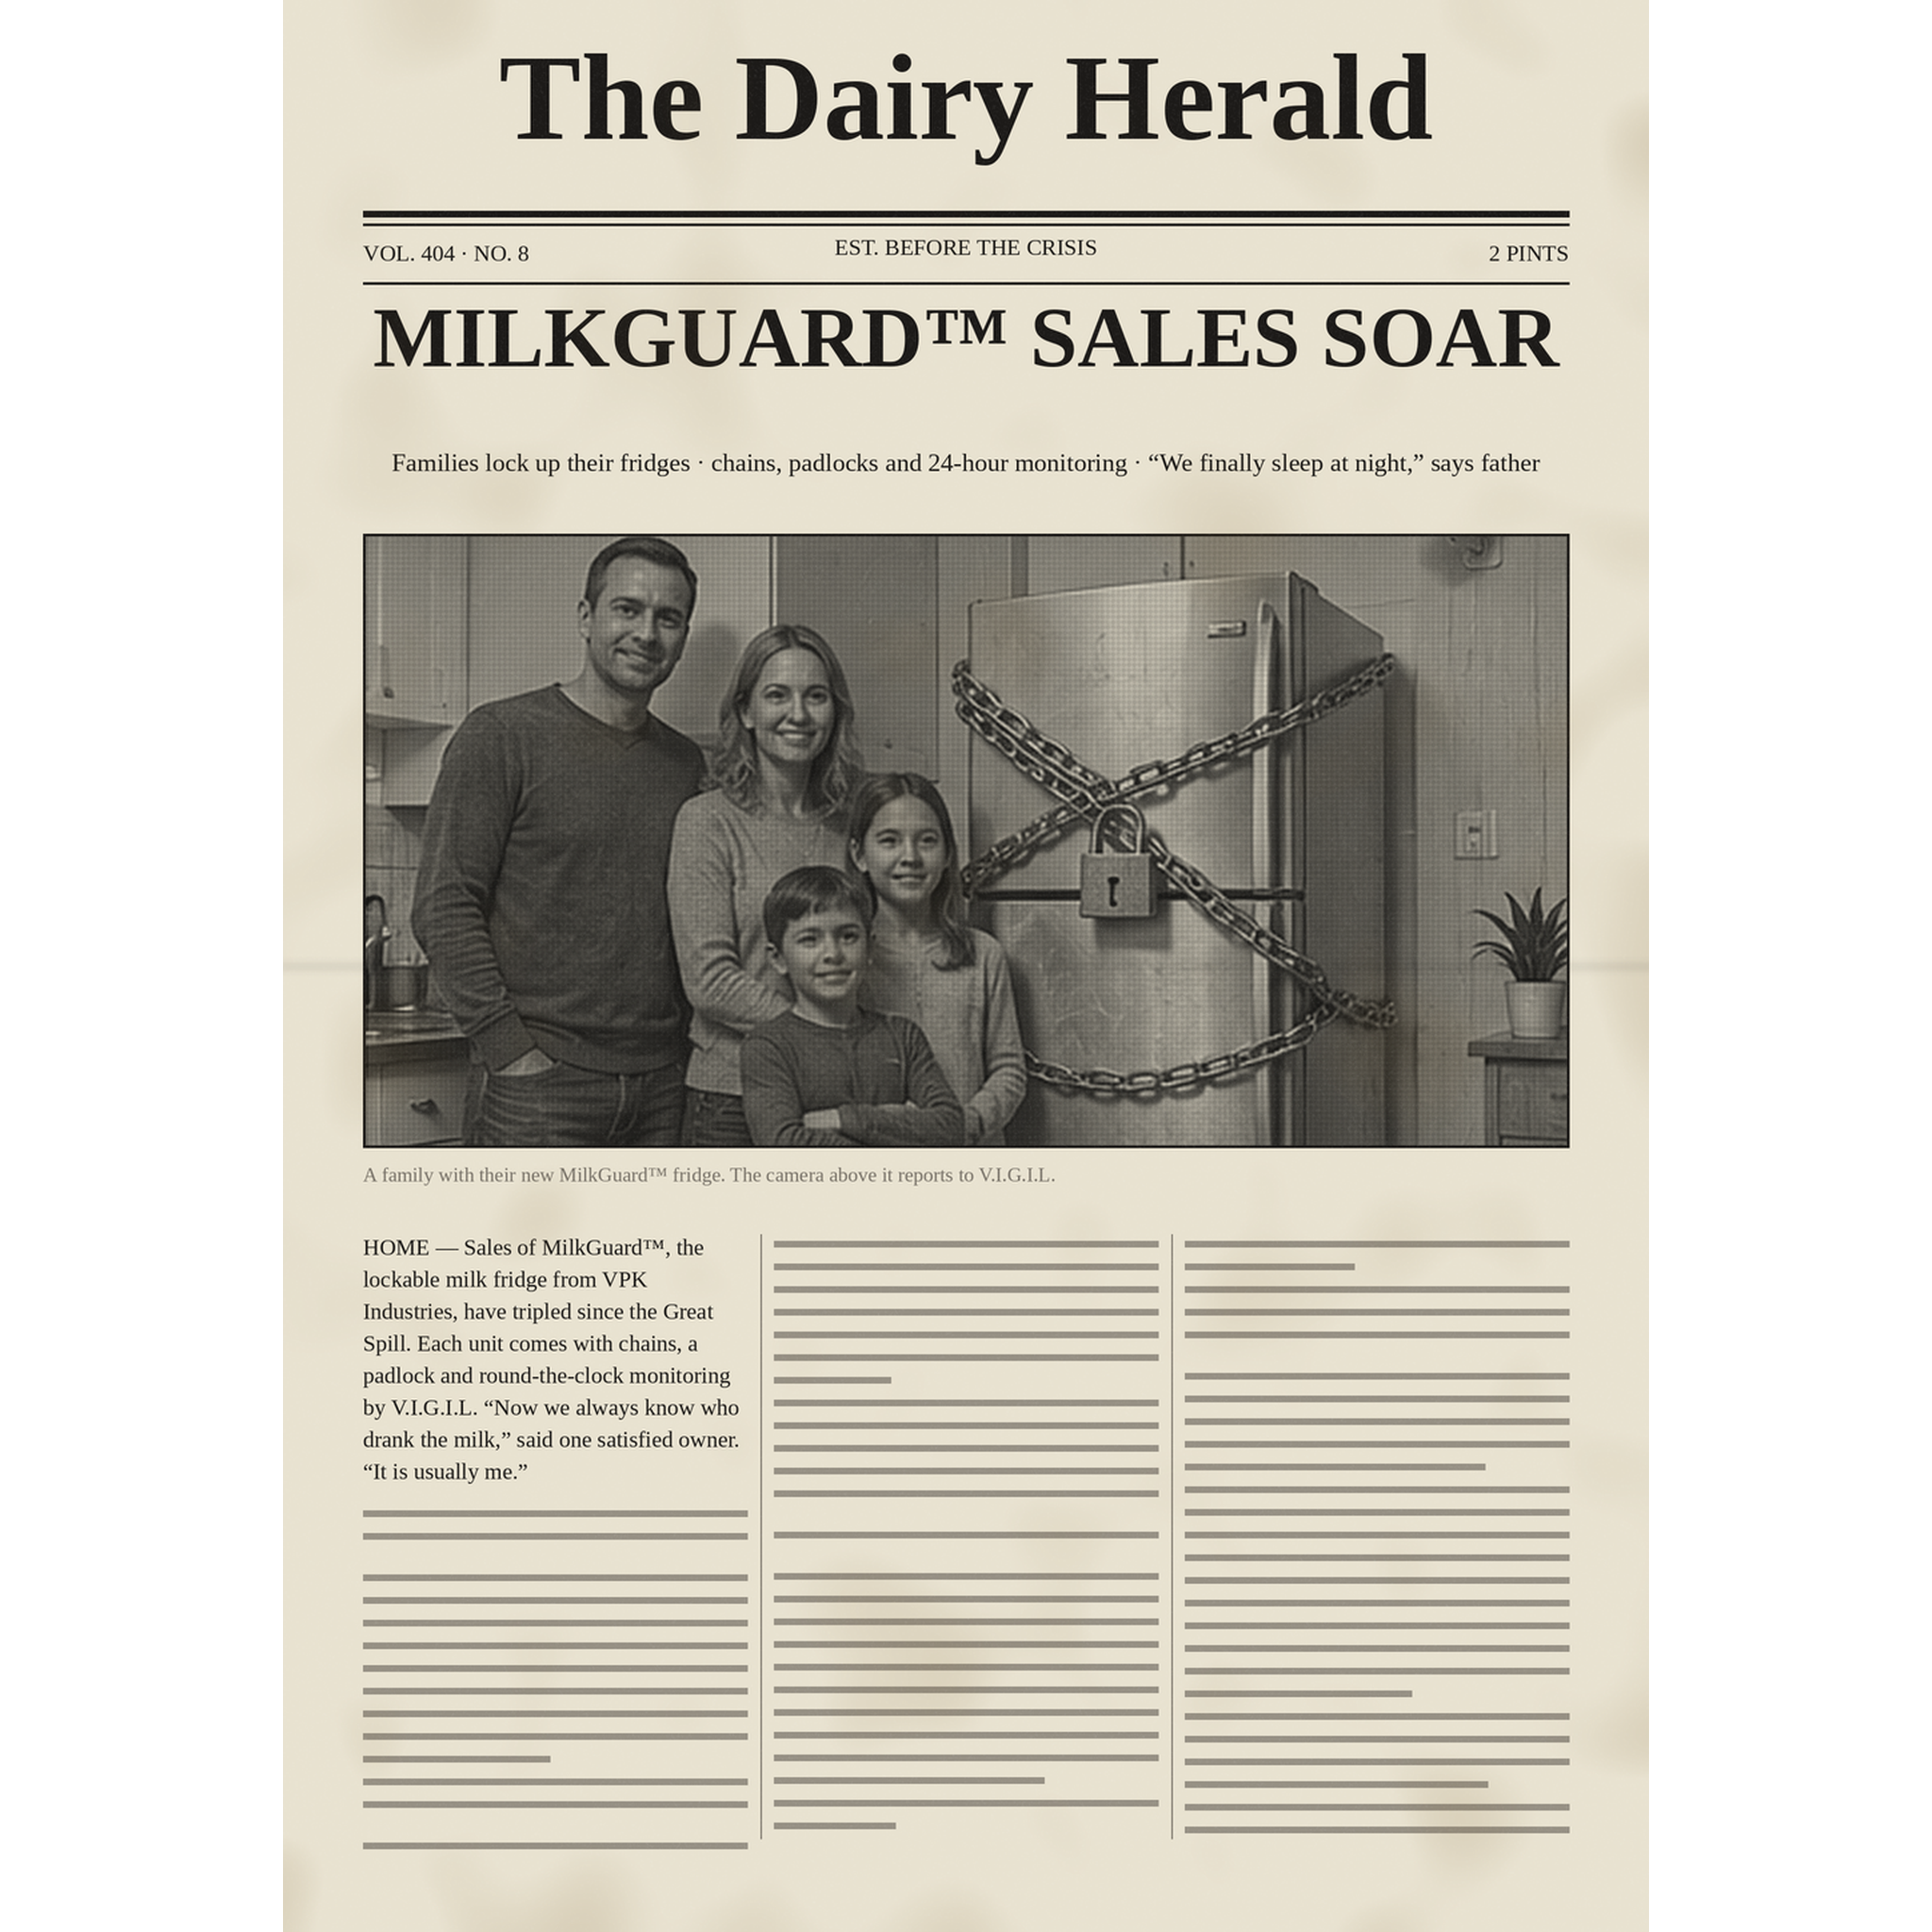 The Dairy Herald
VOL. 404 · NO. 8
EST. BEFORE THE CRISIS
2 PINTS
MILKGUARD™ SALES SOAR
Families lock up their fridges · chains, padlocks and 24-hour monitoring · “We finally sleep at night,” says father
A family with their new MilkGuard™ fridge. The camera above it reports to V.I.G.I.L.
HOME — Sales of MilkGuard™, the
lockable milk fridge from VPK
Industries, have tripled since the Great
Spill. Each unit comes with chains, a
padlock and round-the-clock monitoring
by V.I.G.I.L. “Now we always know who
drank the milk,” said one satisfied owner.
“It is usually me.”